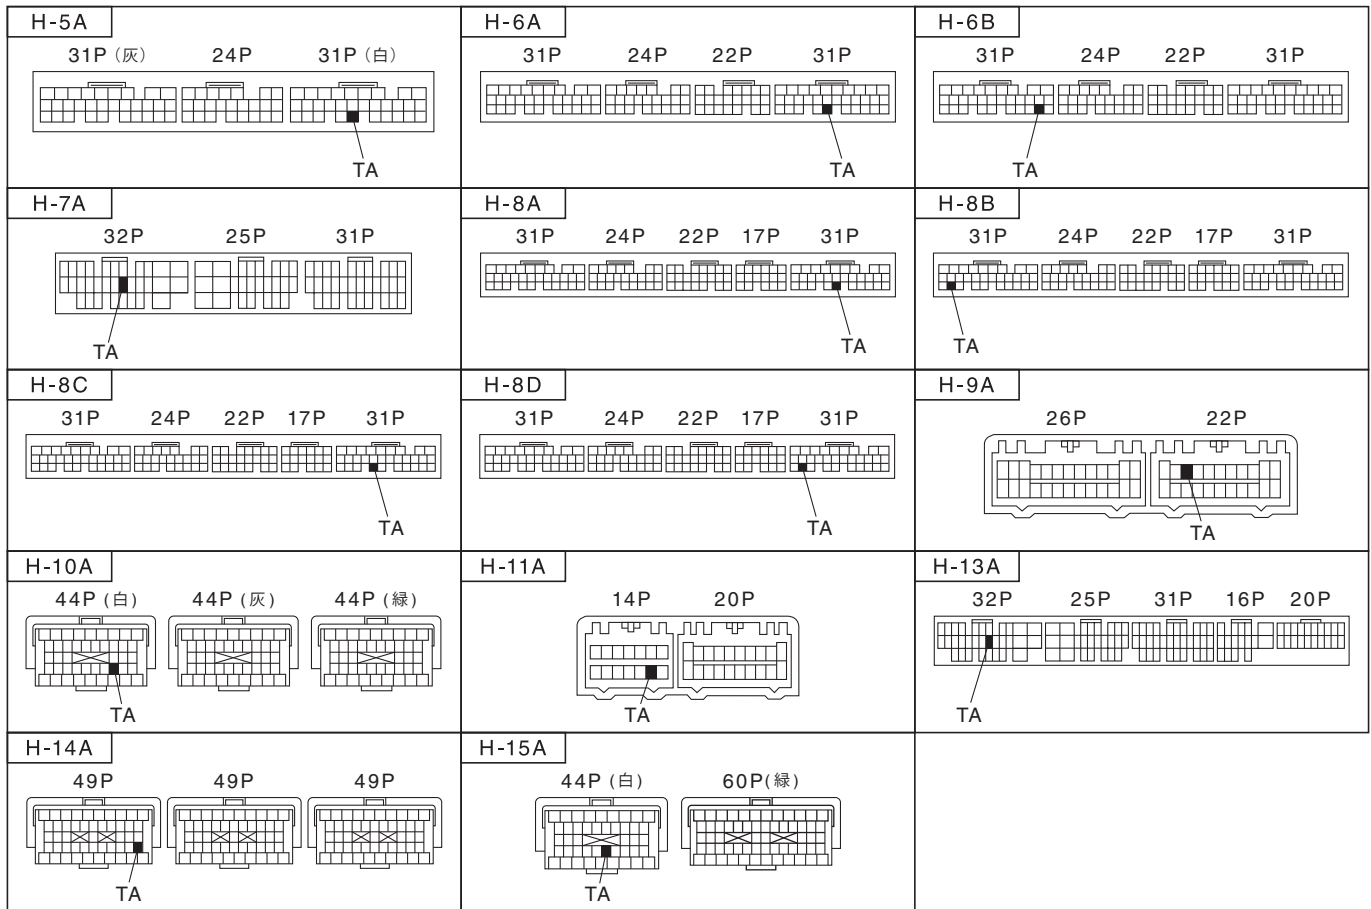 H-5A
31P (灰) 24P 31P (白)
TA
H-6A
31P 24P 22P 31P
TA
H-6B
31P 24P 22P 31P
TA
H-7A
32P 25P 31P
TA
H-8A
31P 24P 22P 17P 31P
TA
H-8B
31P 24P 22P 17P 31P
TA
H-8C
31P 24P 22P 17P 31P
TA
H-8D
31P 24P 22P 17P 31P
TA
H-9A
26P 22P
TA
H-10A
44P (白) 44P (灰) 44P (緑)
TA
H-11A
14P 20P
TA
H-13A
32P 25P 31P 16P 20P
TA
H-14A
49P 49P 49P
TA
H-15A
44P (白) 60P(緑)
TA